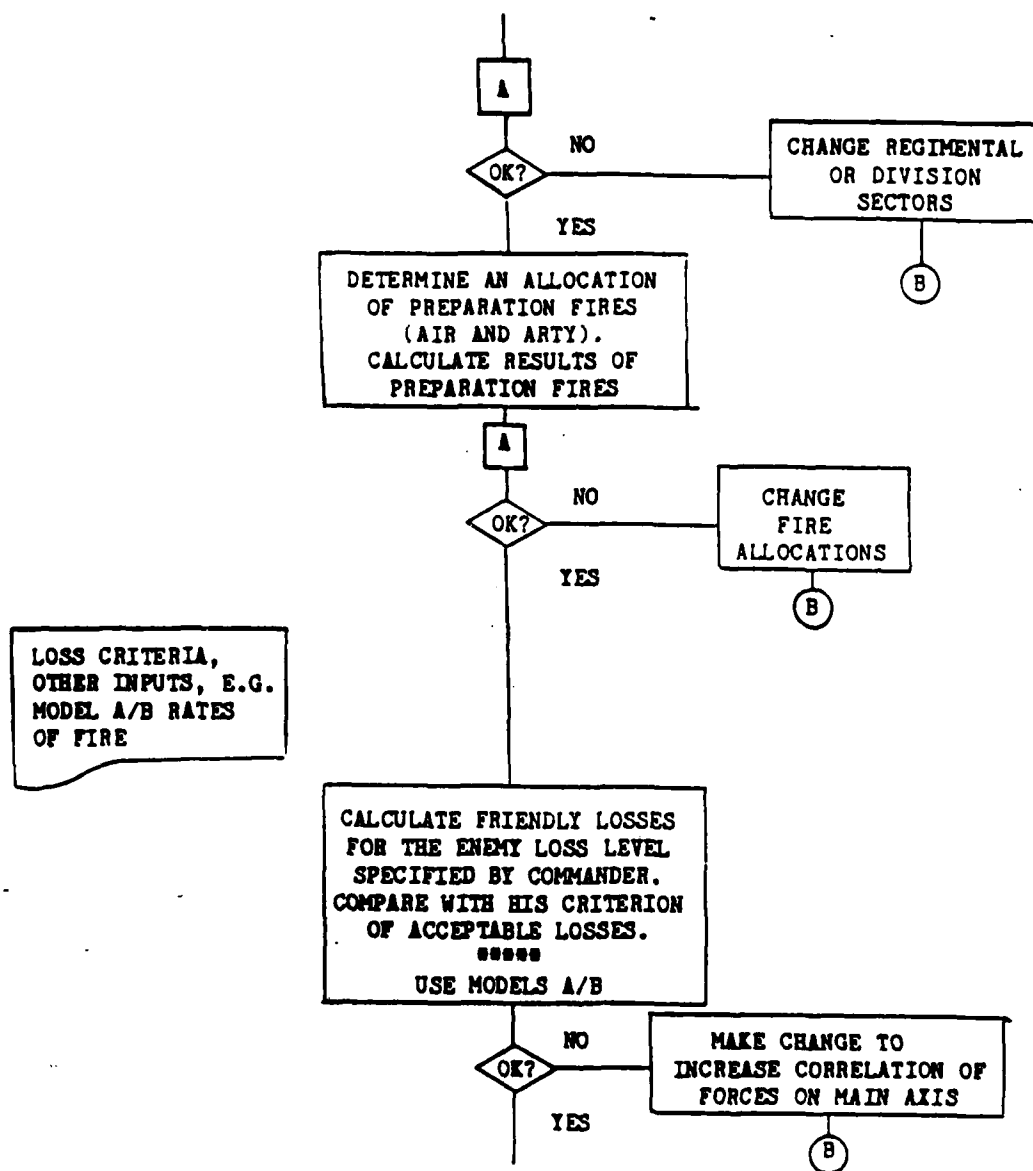 A
OK?
NO
YES
CHANGE REGIMENTAL
OR DIVISION
SECTORS
B
DETERMINE AN ALLOCATION
OF PREPARATION FIRES
(AIR AND ARTY).
CALCULATE RESULTS OF
PREPARATION FIRES
A
OK?
NO
YES
CHANGE
FIRE
ALLOCATIONS
B
LOSS CRITERIA,
OTHER INPUTS, E.G.
MODEL A/B RATES
OF FIRE
CALCULATE FRIENDLY LOSSES
FOR THE ENEMY LOSS LEVEL
SPECIFIED BY COMMANDER.
COMPARE WITH HIS CRITERION
OF ACCEPTABLE LOSSES.
*****
USE MODELS A/B
OK?
NO
YES
MAKE CHANGE TO
INCREASE CORRELATION OF
FORCES ON MAIN AXIS
B